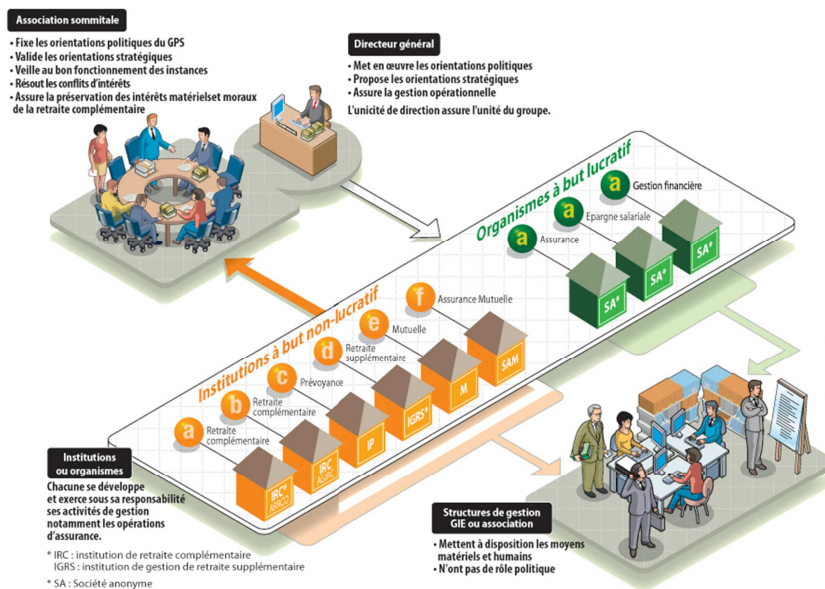 Association sommitale
• Fixe les orientations politiques du GPS
• Valide les orientations stratégiques
• Veille au bon fonctionnement des instances
• Résout les conflits d'intérêts
• Assure la préservation des intérêts matérielset moraux
de la retraite complémentaire
Directeur général
• Met en œuvre les orientations politiques
• Propose les orientations stratégiques
• Assure la gestion opérationnelle
L'unicité de direction assure l'unité du groupe.
Organismes à but lucratif
a Gestion financière
a Epargne salariale
a Assurance
SA*
SA*
SA*
Institutions à but non-lucratif
f Assurance Mutuelle
e Mutuelle
d Retraite
supplémentaire
c Prévoyance
b Retraite
complémentaire
a Retraite
complémentaire
SAM
M
IGRS*
IP
IRC
AGIRC
IRC*
ARRCO
Institutions
ou organismes
Chacune se développe
et exerce sous sa responsabilité
ses activités de gestion
notamment les opérations
d'assurance.
* IRC : institution de retraite complémentaire
IGRS : institution de gestion de retraite supplémentaire
* SA : Société anonyme
Structures de gestion
GIE ou association
• Mettent à disposition les moyens
matériels et humains
• N'ont pas de rôle politique